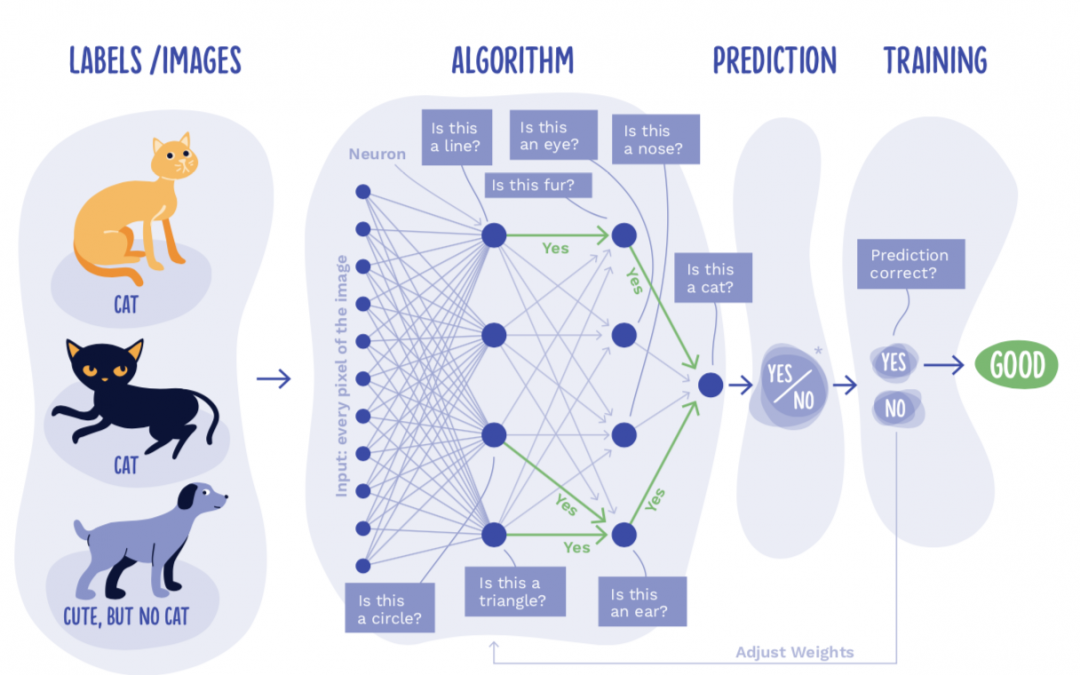 LABELS /IMAGES
ALGORITHM
PREDICTION
TRAINING
CAT
CAT
CUTE, BUT NO CAT
Neuron
Input: every pixel of the image
Is this
a line?
Is this
an eye?
Is this
a nose?
Is this fur?
Yes
Yes
Is this
a cat?
Yes
Yes
Yes
Is this
a circle?
Is this a
triangle?
Is this
an ear?
YES
/
NO
*
Prediction
correct?
YES
NO
GOOD
Adjust Weights